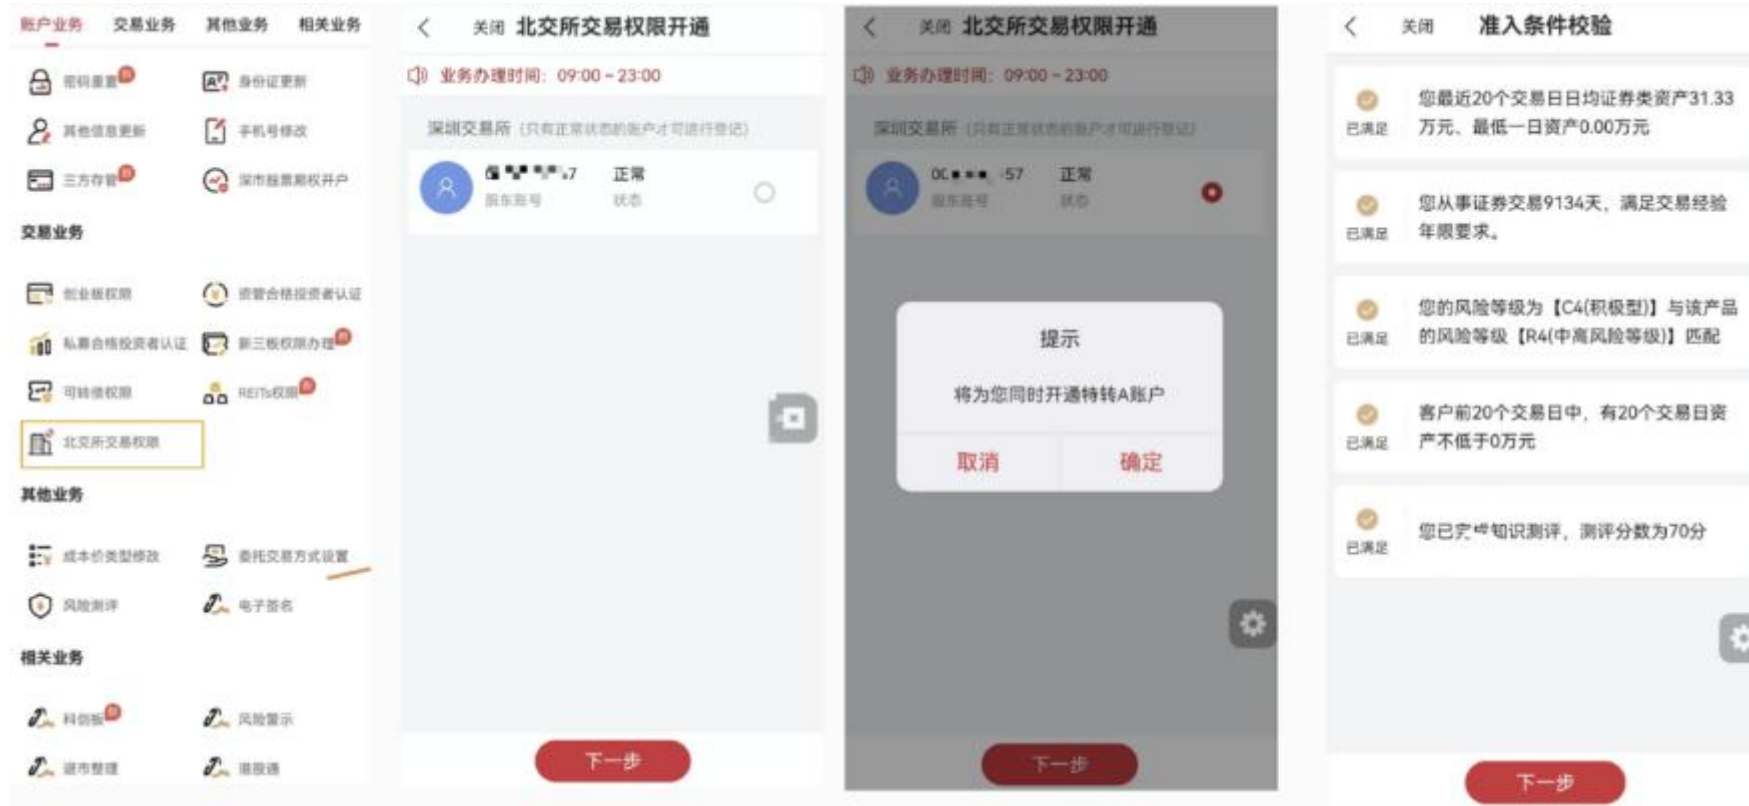 账户业务 交易业务 其他业务 相关业务
密码重置 身份证更新
其他信息更新 手机号修改
三方存管 深市股票期权开户
交易业务
创业板权限 资管合格投资者认证
私募合格投资者认证 新三板权限办理
可转债权限 REITs权限
北交所交易权限
其他业务
成本价类型修改 委托交易方式设置
风险测评 电子签名
相关业务
科创板 风险警示
退市整理 港股通
关闭 北交所交易权限开通
业务办理时间：09:00 ~ 23:00
深圳交易所（只有正常状态的账户才可进行登记）
7 正常
股东账号 状态
下一步
关闭 北交所交易权限开通
业务办理时间：09:00 ~ 23:00
深圳交易所（只有正常状态的账户才可进行登记）
57 正常
股东账号 状态
提示
将为您同时开通特转A账户
取消 确定
下一步
关闭 准入条件校验
您最近20个交易日日均证券类资产31.33
已满足 万元、最低一日资产0.00万元
您从事证券交易9134天，满足交易经验
已满足 年限要求。
您的风险等级为【C4(积极型)】与该产品
已满足 的风险等级【R4(中高风险等级)】匹配
客户前20个交易日中，有20个交易日资
已满足 产不低于0万元
您已完成知识测评，测评分数为70分
已满足
下一步